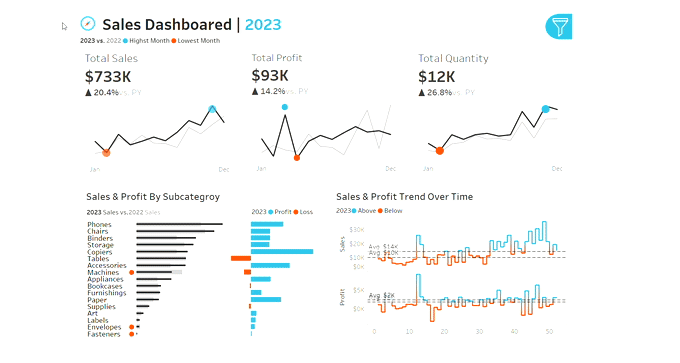 Sales Dashboared | 2023
2023 vs. 2022 Highst Month Lowest Month
Total Sales
$733K
▲ 20.4% vs. PY
Jan Dec
Total Profit
$93K
▲ 14.2% vs. PY
Jan Dec
Total Quantity
$12K
▲ 26.8% vs. PY
Jan Dec
Sales & Profit By Subcategroy
2023 Sales vs. 2022 Sales
2023 Profit Loss
Phones
Chairs
Binders
Storage
Copiers
Tables
Accessories
Machines
Appliances
Bookcases
Furnishings
Paper
Supplies
Art
Labels
Envelopes
Fasteners
Sales & Profit Trend Over Time
2023 Above Below
Sales
$30K
$20K
$10K
$0K
Avg. $14K
Avg. $10K
Profit
$5K
$0K
Avg. $2K
0 10 20 30 40 50